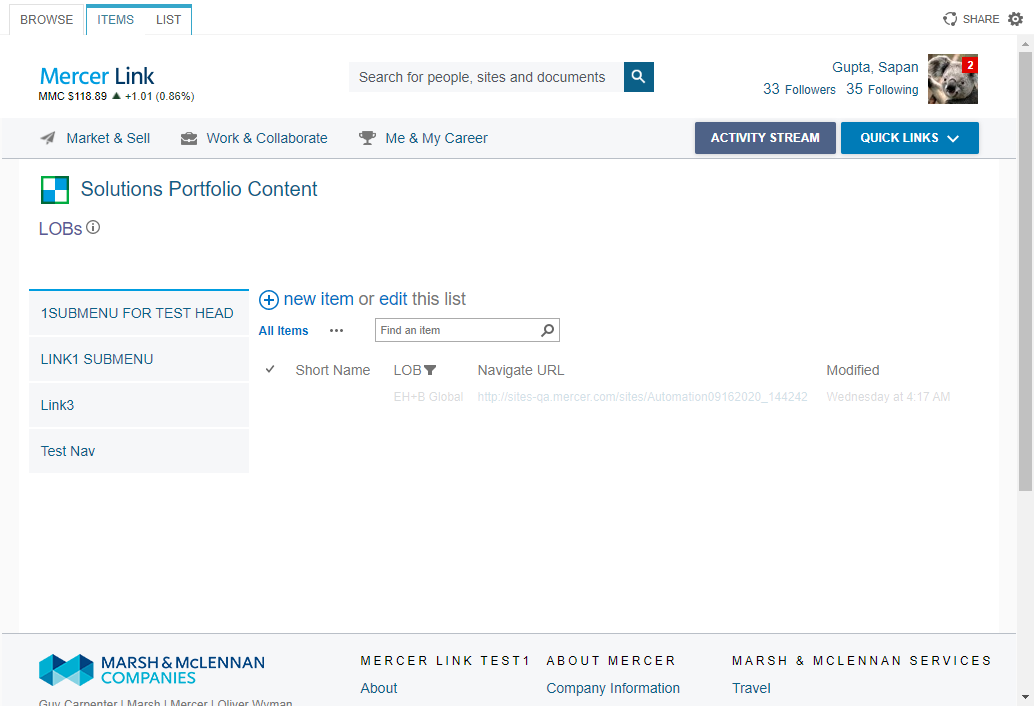 BROWSE ITEMS LIST SHARE
Mercer Link
MMC $118.89 ▲ +1.01 (0.86%)
Search for people, sites and documents
Gupta, Sapan
33 Followers 35 Following
2
Market & Sell Work & Collaborate Me & My Career ACTIVITY STREAM QUICK LINKS
Solutions Portfolio Content
LOBs
1SUBMENU FOR TEST HEAD
LINK1 SUBMENU
Link3
Test Nav
new item or edit this list
All Items ••• Find an item
Short Name LOB Navigate URL Modified
EH+B Global http://sites-qa.mercer.com/sites/Automation09162020_144242 Wednesday at 4:17 AM
MARSH & McLENNAN
COMPANIES
Guy Carpenter | Marsh | Mercer | Oliver Wyman
MERCER LINK TEST1 ABOUT MERCER MARSH & MCLENNAN SERVICES
About Company Information Travel